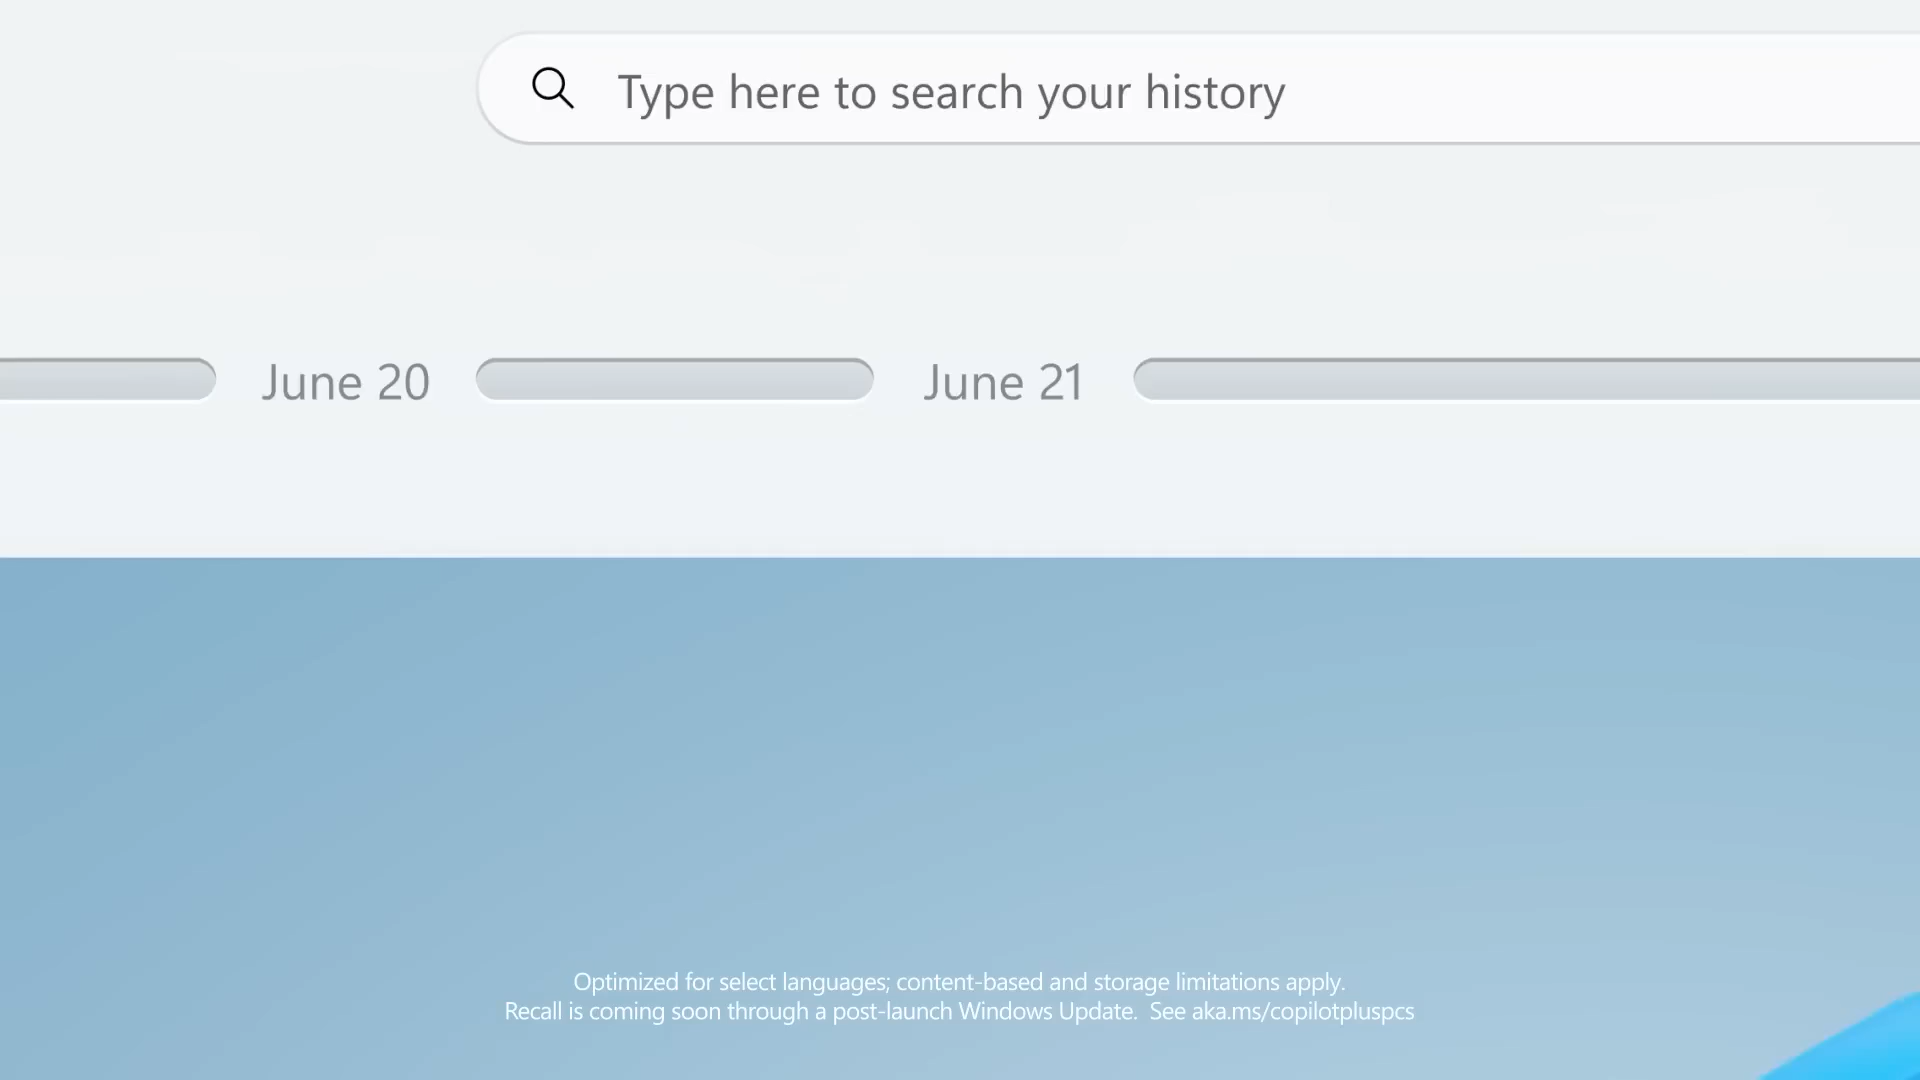 Type here to search your history
June 20
June 21
Optimized for select languages; content-based and storage limitations apply.
Recall is coming soon through a post-launch Windows Update. See aka.ms/copilotpluspcs